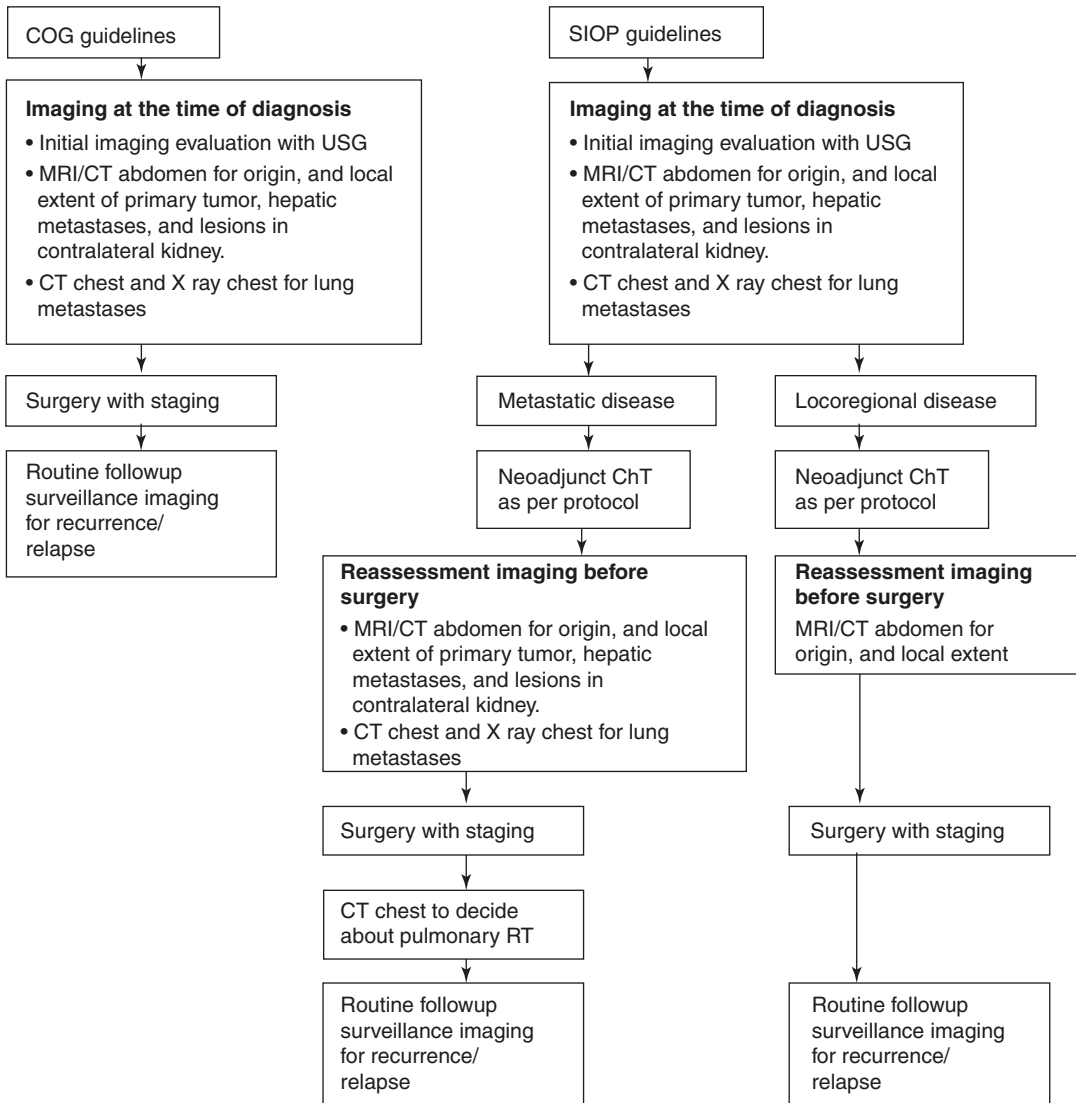 COG guidelines
Imaging at the time of diagnosis
• Initial imaging evaluation with USG
• MRI/CT abdomen for origin, and local
extent of primary tumor, hepatic
metastases, and lesions in
contralateral kidney.
• CT chest and X ray chest for lung
metastases
Surgery with staging
Routine followup
surveillance imaging
for recurrence/
relapse
SIOP guidelines
Imaging at the time of diagnosis
• Initial imaging evaluation with USG
• MRI/CT abdomen for origin, and local
extent of primary tumor, hepatic
metastases, and lesions in
contralateral kidney.
• CT chest and X ray chest for lung
metastases
Metastatic disease
Neoadjunct ChT
as per protocol
Reassessment imaging before
surgery
• MRI/CT abdomen for origin, and local
extent of primary tumor, hepatic
metastases, and lesions in
contralateral kidney.
• CT chest and X ray chest for lung
metastases
Surgery with staging
CT chest to decide
about pulmonary RT
Routine followup
surveillance imaging
for recurrence/
relapse
Locoregional disease
Neoadjunct ChT
as per protocol
Reassessment imaging
before surgery
MRI/CT abdomen for
origin, and local extent
Surgery with staging
Routine followup
surveillance imaging
for recurrence/
relapse